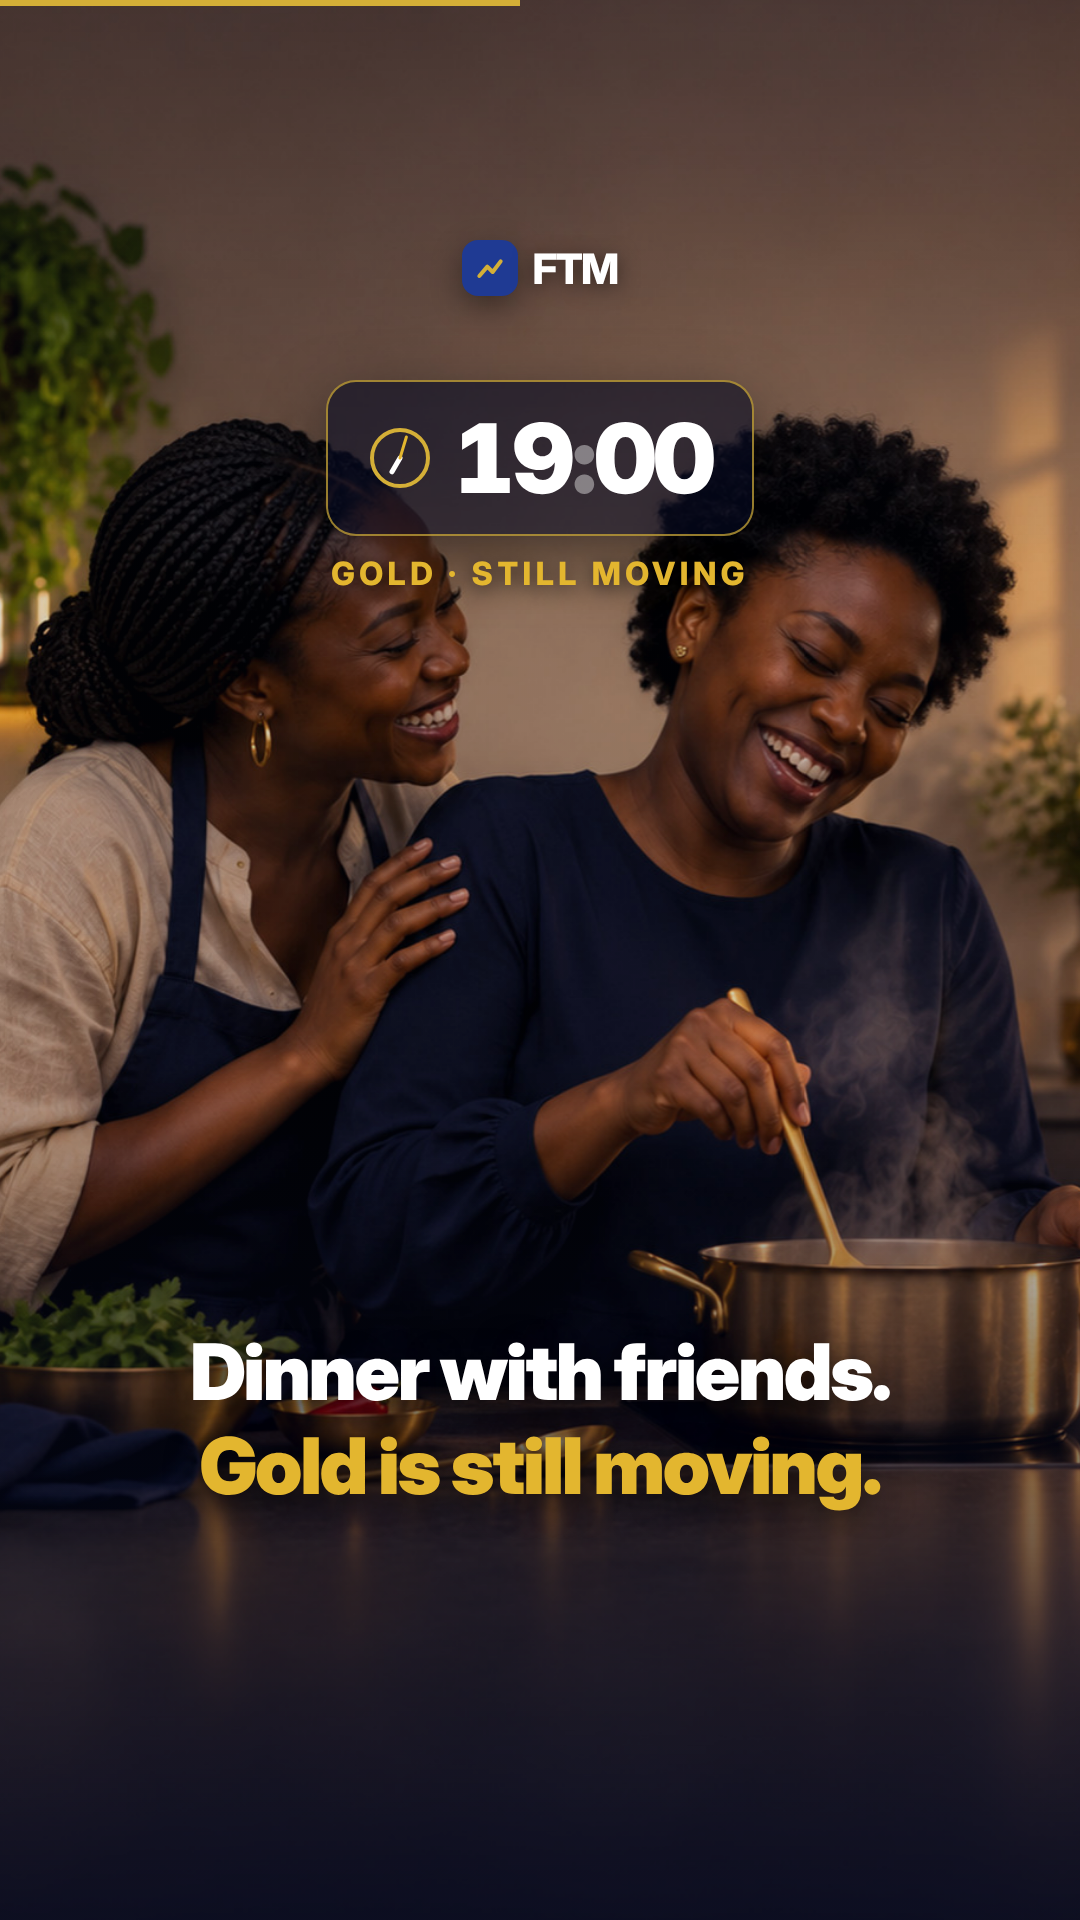 FTM
19:00
GOLD · STILL MOVING
Dinner with friends.
Gold is still moving.